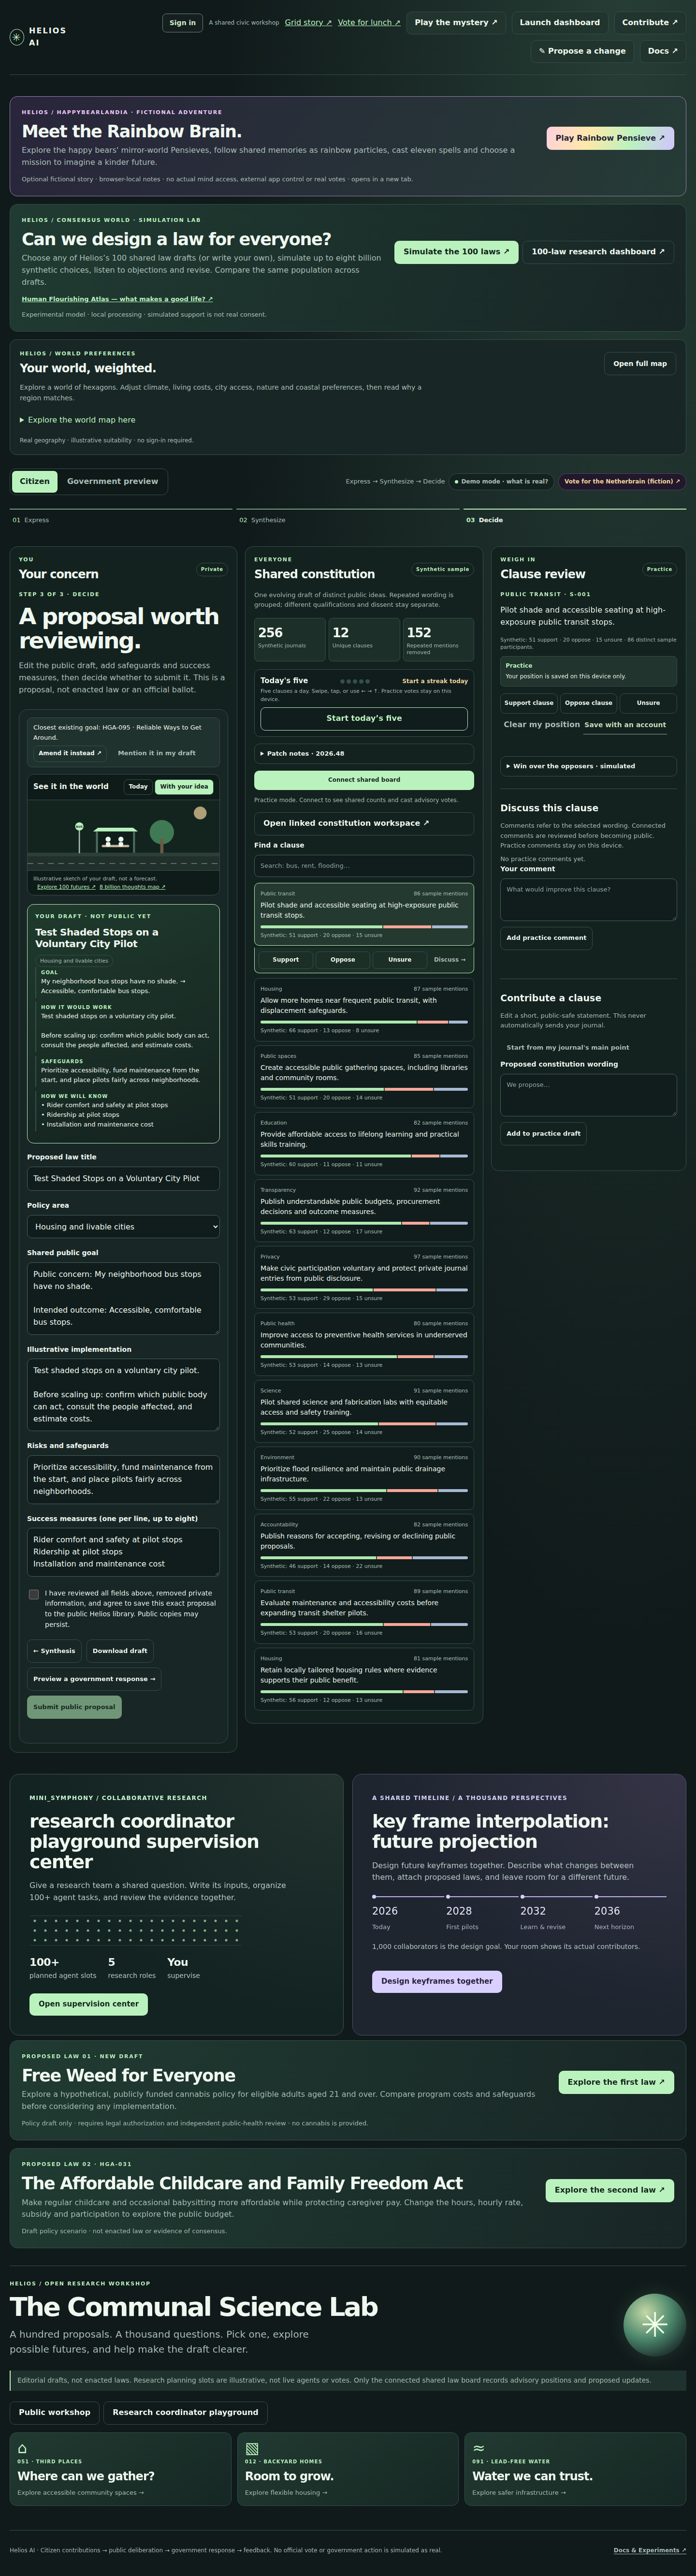 HELIOS
AI
Sign in
A shared civic workshop
Grid story ↗
Vote for lunch ↗
Play the mystery ↗
Launch dashboard
Contribute ↗
✎ Propose a change
Docs ↗
HELIOS / HAPPYBEARLANDIA · FICTIONAL ADVENTURE
Meet the Rainbow Brain.
Explore the happy bears' mirror-world Pensieves, follow shared memories as rainbow particles, cast eleven spells and choose a
mission to imagine a kinder future.
Optional fictional story · browser-local notes · no actual mind access, external app control or real votes · opens in a new tab.
Play Rainbow Pensieve ↗
HELIOS / CONSENSUS WORLD · SIMULATION LAB
Can we design a law for everyone?
Choose any of Helios's 100 shared law drafts (or write your own), simulate up to eight billion
synthetic choices, listen to objections and revise. Compare the same population across
drafts.
Human Flourishing Atlas — what makes a good life? ↗
Experimental model · local processing · simulated support is not real consent.
Simulate the 100 laws ↗
100-law research dashboard ↗
HELIOS / WORLD PREFERENCES
Your world, weighted.
Explore a world of hexagons. Adjust climate, living costs, city access, nature and coastal preferences, then read why a
region matches.
▶ Explore the world map here
Real geography · illustrative suitability · no sign-in required.
Open full map
Citizen
Government preview
Express → Synthesize → Decide
● Demo mode · what is real?
Vote for the Netherbrain (fiction) ↗
01 Express
02 Synthesize
03 Decide
YOU
Your concern
Private
STEP 3 OF 3 · DECIDE
A proposal worth
reviewing.
Edit the public draft, add safeguards and success
measures, then decide whether to submit it. This is a
proposal, not enacted law or an official ballot.
Closest existing goal: HGA-095 · Reliable Ways to Get
Around.
Amend it instead ↗
Mention it in my draft
See it in the world
Today
With your idea
Illustrative sketch of your draft, not a forecast.
Explore 100 futures ↗
8 billion thoughts map ↗
YOUR DRAFT · NOT PUBLIC YET
Test Shaded Stops on a
Voluntary City Pilot
Housing and livable cities
GOAL
My neighborhood bus stops have no shade. →
Accessible, comfortable bus stops.
HOW IT WOULD WORK
Test shaded stops on a voluntary city pilot.
Before scaling up: confirm which public body can act,
consult the people affected, and estimate costs.
SAFEGUARDS
Prioritize accessibility, fund maintenance from the
start, and place pilots fairly across neighborhoods.
HOW WE WILL KNOW
• Rider comfort and safety at pilot stops
• Ridership at pilot stops
• Installation and maintenance cost
Proposed law title
Test Shaded Stops on a Voluntary City Pilot
Policy area
Housing and livable cities
Shared public goal
Public concern: My neighborhood bus stops
have no shade.
Intended outcome: Accessible, comfortable
bus stops.
Illustrative implementation
Test shaded stops on a voluntary city pilot.
Before scaling up: confirm which public body
can act, consult the people affected, and
estimate costs.
Risks and safeguards
Prioritize accessibility, fund maintenance from
the start, and place pilots fairly across
neighborhoods.
Success measures (one per line, up to eight)
Rider comfort and safety at pilot stops
Ridership at pilot stops
Installation and maintenance cost
I have reviewed all fields above, removed private
information, and agree to save this exact proposal
to the public Helios library. Public copies may
persist.
← Synthesis
Download draft
Preview a government response →
Submit public proposal
EVERYONE
Shared constitution
Synthetic sample
One evolving draft of distinct public ideas. Repeated wording is
grouped; different qualifications and dissent stay separate.
256
Synthetic journals
12
Unique clauses
152
Repeated mentions
removed
Today's five
Start a streak today
Five clauses a day. Swipe, tap, or use ← → ↑. Practice votes stay on this
device.
Start today's five
▶ Patch notes · 2026.48
Connect shared board
Practice mode. Connect to see shared counts and cast advisory votes.
Open linked constitution workspace ↗
Find a clause
Search: bus, rent, flooding...
Public transit
86 sample mentions
Pilot shade and accessible seating at high-exposure public
transit stops.
Synthetic: 51 support · 20 oppose · 15 unsure
Support
Oppose
Unsure
Discuss →
Housing
87 sample mentions
Allow more homes near frequent public transit, with
displacement safeguards.
Synthetic: 66 support · 13 oppose · 8 unsure
Public spaces
85 sample mentions
Create accessible public gathering spaces, including libraries
and community rooms.
Synthetic: 51 support · 20 oppose · 14 unsure
Education
82 sample mentions
Provide affordable access to lifelong learning and practical
skills training.
Synthetic: 60 support · 11 oppose · 11 unsure
Transparency
92 sample mentions
Publish understandable public budgets, procurement
decisions and outcome measures.
Synthetic: 63 support · 12 oppose · 17 unsure
Privacy
97 sample mentions
Make civic participation voluntary and protect private journal
entries from public disclosure.
Synthetic: 53 support · 29 oppose · 15 unsure
Public health
80 sample mentions
Improve access to preventive health services in underserved
communities.
Synthetic: 53 support · 14 oppose · 13 unsure
Science
91 sample mentions
Pilot shared science and fabrication labs with equitable
access and safety training.
Synthetic: 52 support · 25 oppose · 14 unsure
Environment
90 sample mentions
Prioritize flood resilience and maintain public drainage
infrastructure.
Synthetic: 55 support · 22 oppose · 13 unsure
Accountability
82 sample mentions
Publish reasons for accepting, revising or declining public
proposals.
Synthetic: 46 support · 14 oppose · 22 unsure
Public transit
89 sample mentions
Evaluate maintenance and accessibility costs before
expanding transit shelter pilots.
Synthetic: 53 support · 20 oppose · 16 unsure
Housing
81 sample mentions
Retain locally tailored housing rules where evidence
supports their public benefit.
Synthetic: 56 support · 12 oppose · 13 unsure
WEIGH IN
Clause review
Practice
PUBLIC TRANSIT · S-001
Pilot shade and accessible seating at high-
exposure public transit stops.
Synthetic: 51 support · 20 oppose · 15 unsure · 86 distinct sample
participants.
Practice
Your position is saved on this device only.
Support clause
Oppose clause
Unsure
Clear my position
Save with an account
▶ Win over the opposers · simulated
Discuss this clause
Comments refer to the selected wording. Connected
comments are reviewed before becoming public.
Practice comments stay on this device.
No practice comments yet.
Your comment
What would improve this clause?
Add practice comment
Contribute a clause
Edit a short, public-safe statement. This never
automatically sends your journal.
Start from my journal's main point
Proposed constitution wording
We propose...
Add to practice draft
MINI_SYMPHONY / COLLABORATIVE RESEARCH
research coordinator
playground supervision
center
Give a research team a shared question. Write its inputs, organize
100+ agent tasks, and review the evidence together.
100+
planned agent slots
5
research roles
You
supervise
Open supervision center
A SHARED TIMELINE / A THOUSAND PERSPECTIVES
key frame interpolation:
future projection
Design future keyframes together. Describe what changes between
them, attach proposed laws, and leave room for a different future.
2026
Today
2028
First pilots
2032
Learn & revise
2036
Next horizon
1,000 collaborators is the design goal. Your room shows its actual contributors.
Design keyframes together
PROPOSED LAW 01 · NEW DRAFT
Free Weed for Everyone
Explore a hypothetical, publicly funded cannabis policy for eligible adults aged 21 and over. Compare program costs and safeguards
before considering any implementation.
Policy draft only · requires legal authorization and independent public-health review · no cannabis is provided.
Explore the first law ↗
PROPOSED LAW 02 · HGA-031
The Affordable Childcare and Family Freedom Act
Make regular childcare and occasional babysitting more affordable while protecting caregiver pay. Change the hours, hourly rate,
subsidy and participation to explore the public budget.
Draft policy scenario · not enacted law or evidence of consensus.
Explore the second law ↗
HELIOS / OPEN RESEARCH WORKSHOP
The Communal Science Lab
A hundred proposals. A thousand questions. Pick one, explore
possible futures, and help make the draft clearer.
Editorial drafts, not enacted laws. Research planning slots are illustrative, not live agents or votes. Only the connected shared law board records advisory positions and proposed updates.
Public workshop
Research coordinator playground
051 · THIRD PLACES
Where can we gather?
Explore accessible community spaces →
012 · BACKYARD HOMES
Room to grow.
Explore flexible housing →
091 · LEAD-FREE WATER
Water we can trust.
Explore safer infrastructure →
Helios AI · Citizen contributions → public deliberation → government response → feedback. No official vote or government action is simulated as real.
Docs & Experiments ↗